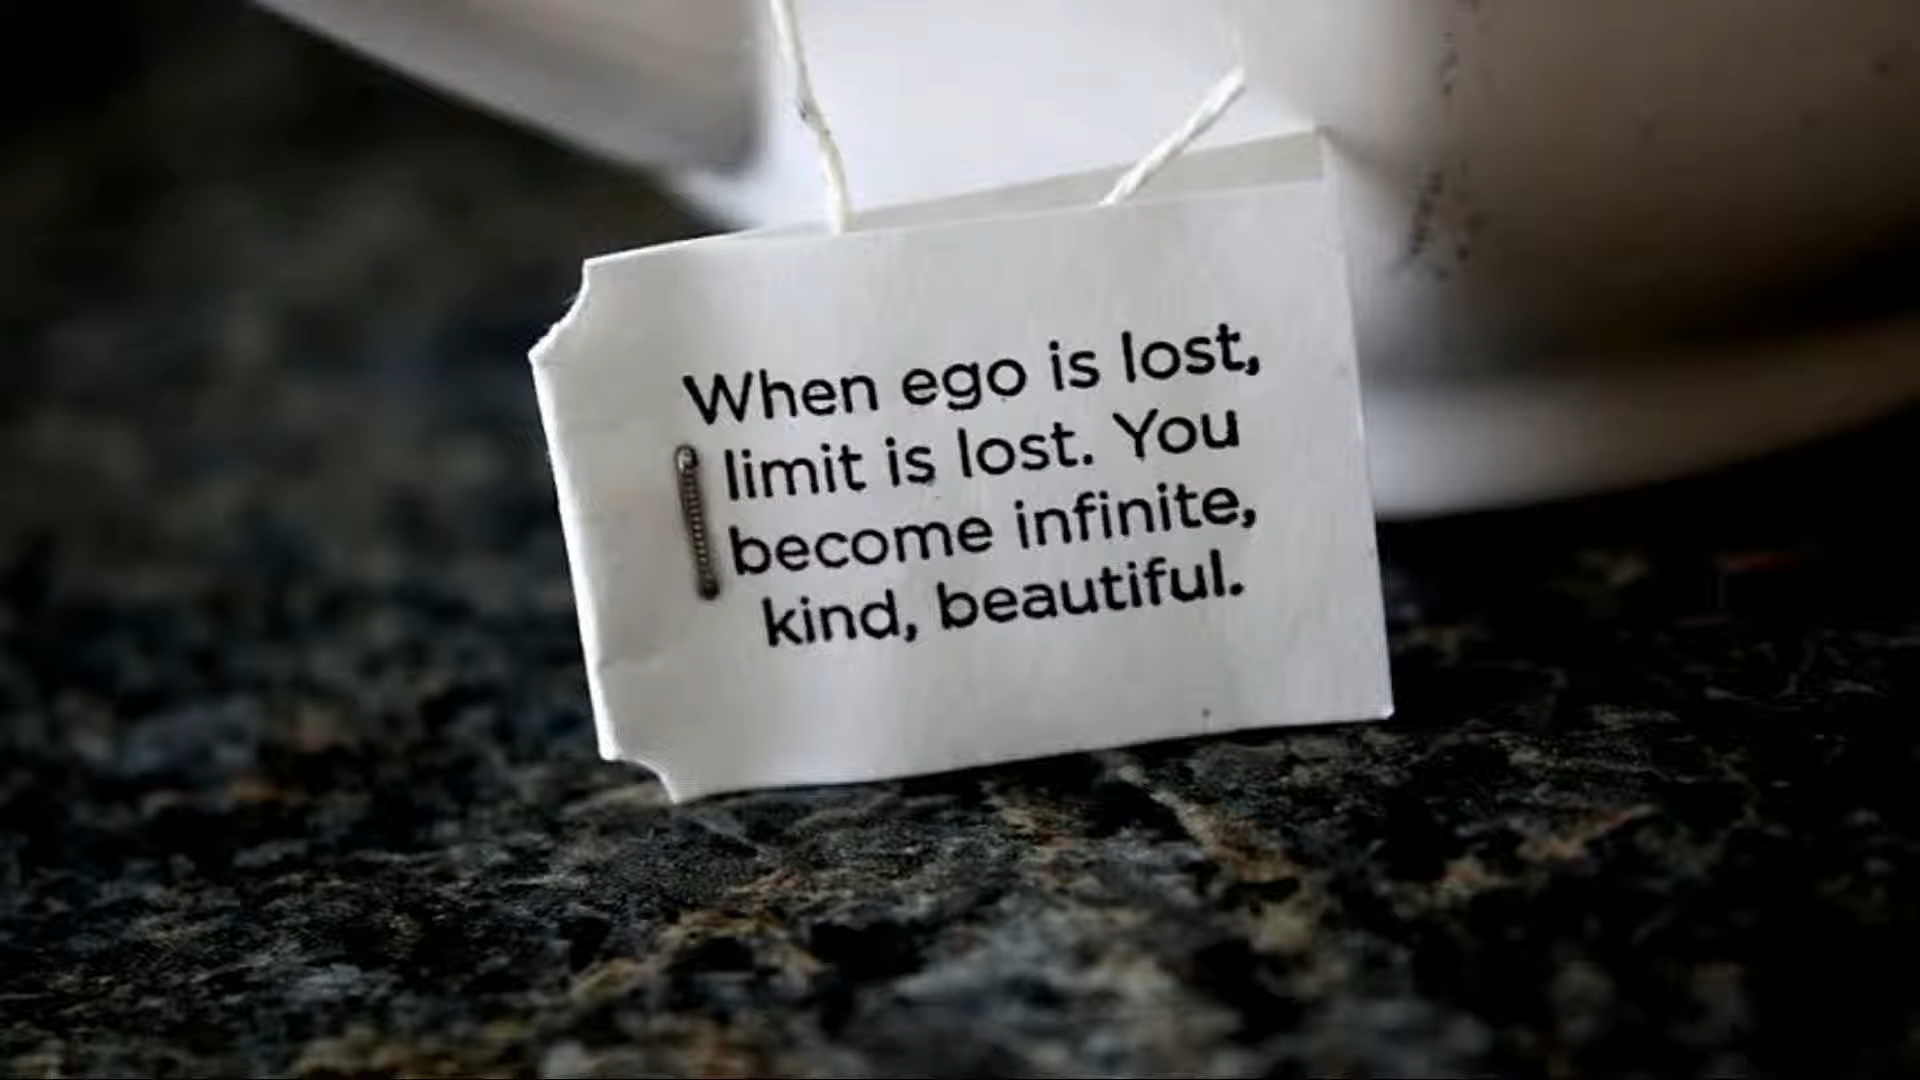 When ego is lost,
limit is lost. You
become infinite,
kind, beautiful.